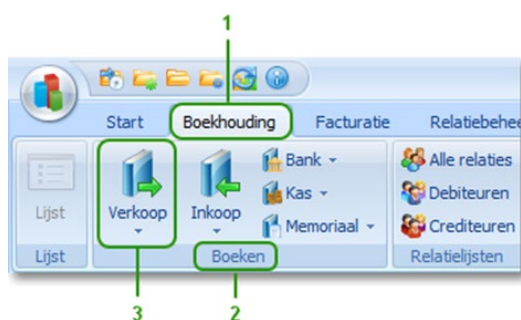 1
Start Boekhouding Facturatie Relatiebehee
Lijst
Verkoop
Inkoop
Bank
Kas
Memoriaal
Alle relaties
Debiteuren
Crediteuren
Lijst Boeken Relatielijsten
3 2